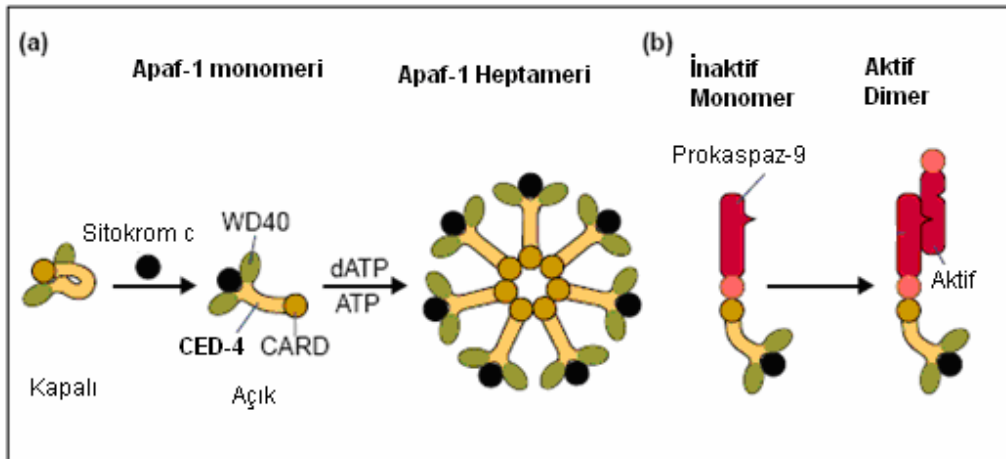 (a)
Apaf-1 monomeri
Apaf-1 Heptameri
Sitokrom c
WD40
dATP
ATP
CED-4
CARD
Kapalı
Açık
(b)
İnaktif
Monomer
Aktif
Dimer
Prokaspaz-9
Aktif